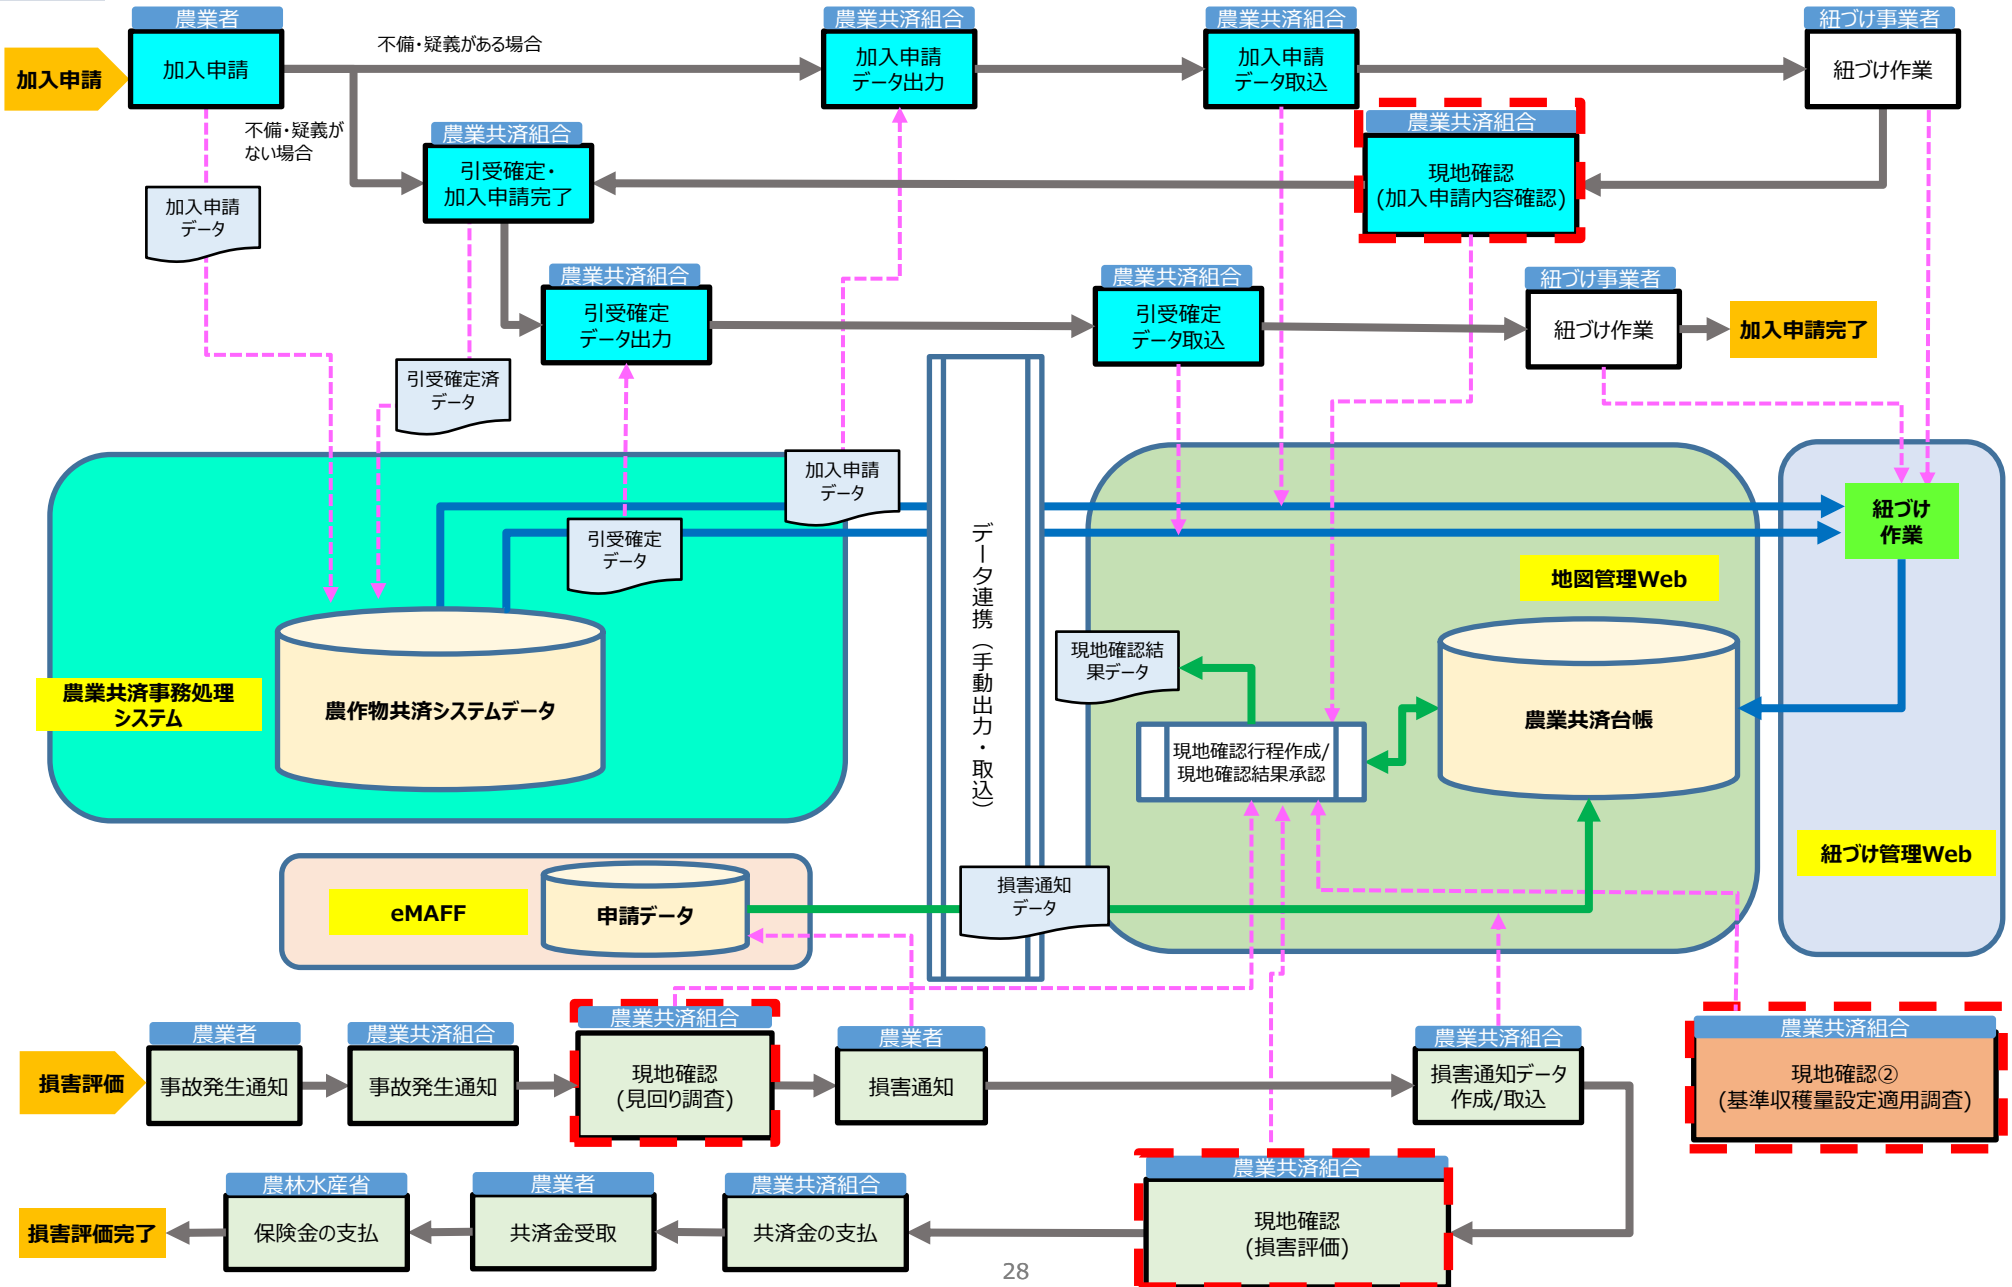 農業者
農業共済組合
農業共済組合
紐づけ事業者
加入申請
加入申請
不備・疑義がある場合
加入申請
データ出力
加入申請
データ取込
紐づけ作業
不備・疑義が
ない場合
農業共済組合
引受確定・
加入申請完了
農業共済組合
現地確認
(加入申請内容確認)
加入申請
データ
農業共済組合
引受確定
データ出力
農業共済組合
引受確定
データ取込
紐づけ事業者
紐づけ作業
加入申請完了
引受確定済
データ
加入申請
データ
引受確定
データ
データ連携（手動出力・取込）
紐づけ
作業
地図管理Web
現地確認結
果データ
農業共済事務処理
システム
農作物共済システムデータ
現地確認行程作成/
現地確認結果承認
農業共済台帳
紐づけ管理Web
eMAFF
申請データ
損害通知
データ
損害評価
農業者
事故発生通知
農業共済組合
事故発生通知
農業共済組合
現地確認
(見回り調査)
農業者
損害通知
農業共済組合
損害通知データ
作成/取込
農業共済組合
現地確認②
(基準収穫量設定適用調査)
損害評価完了
農林水産省
保険金の支払
農業者
共済金受取
農業共済組合
共済金の支払
農業共済組合
現地確認
(損害評価)
28